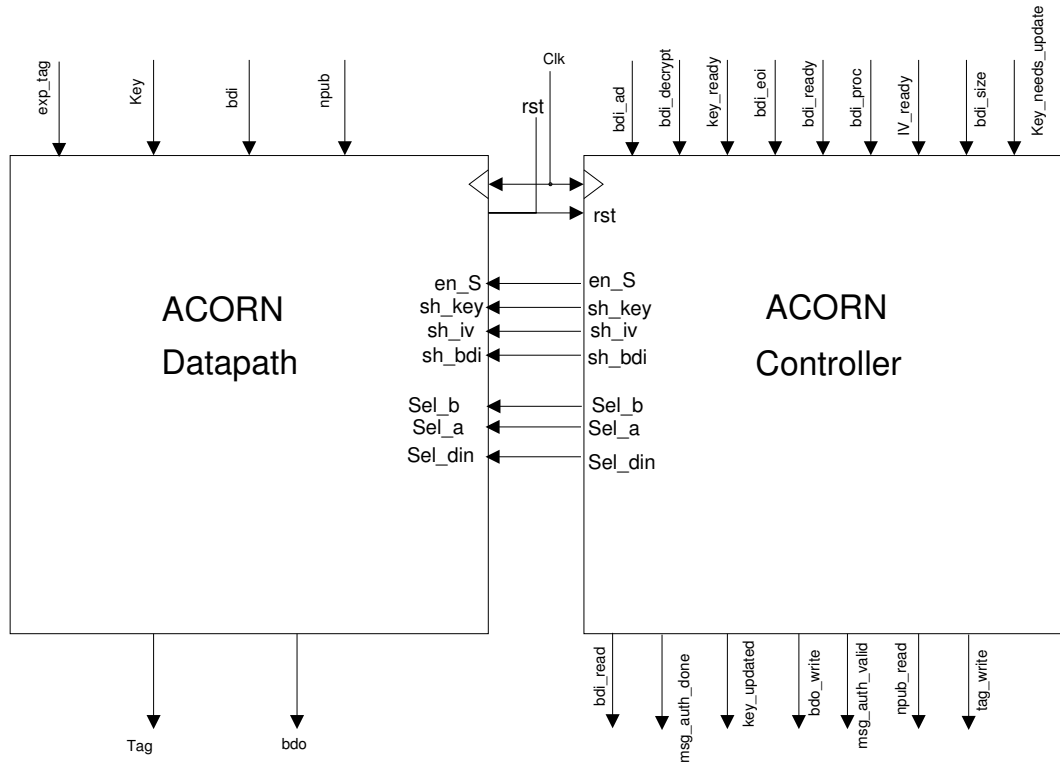 exp_tag
Key
bdi
npub
Clk
rst
bdi_ad
bdi_decrypt
key_ready
bdi_eoi
bdi_ready
bdi_proc
IV_ready
bdi_size
Key_needs_update
rst
en_S
en_S
sh_key
sh_key
sh_iv
sh_iv
sh_bdi
sh_bdi
Sel_b
Sel_b
Sel_a
Sel_a
Sel_din
Sel_din
ACORN
Datapath
ACORN
Controller
Tag
bdo
bdi_read
msg_auth_done
key_updated
bdo_write
msg_auth_valid
npub_read
tag_write